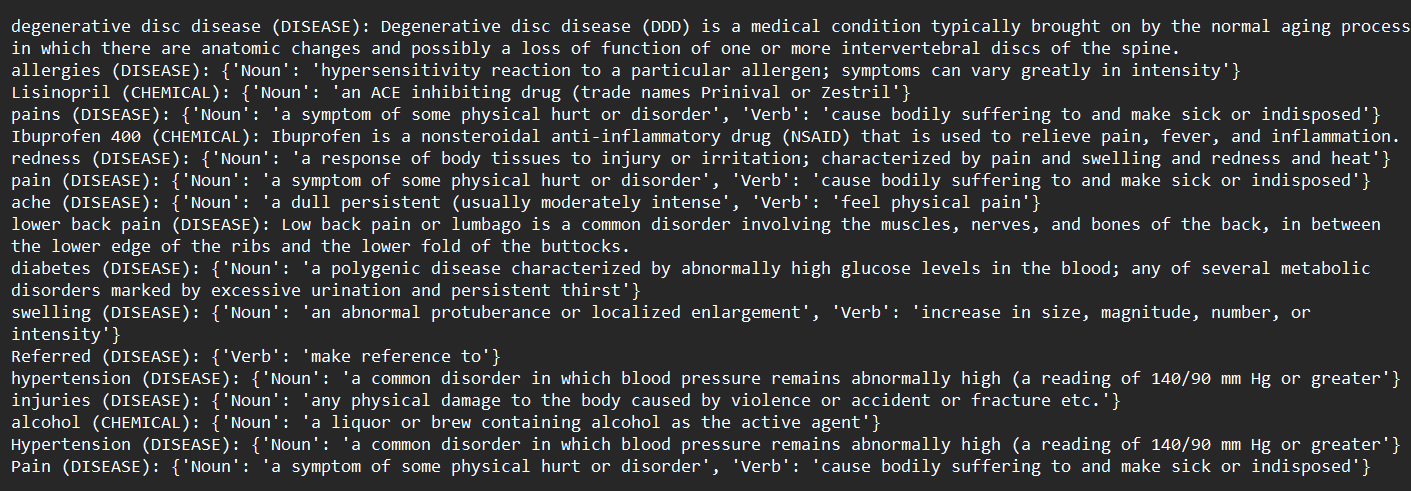 degenerative disc disease (DISEASE): Degenerative disc disease (DDD) is a medical condition typically brought on by the normal aging process
in which there are anatomic changes and possibly a loss of function of one or more intervertebral discs of the spine.
allergies (DISEASE): {'Noun': 'hypersensitivity reaction to a particular allergen; symptoms can vary greatly in intensity'}
Lisinopril (CHEMICAL): {'Noun': 'an ACE inhibiting drug (trade names Prinival or Zestril'}
pains (DISEASE): {'Noun': 'a symptom of some physical hurt or disorder', 'Verb': 'cause bodily suffering to and make sick or indisposed'}
Ibuprofen 400 (CHEMICAL): Ibuprofen is a nonsteroidal anti-inflammatory drug (NSAID) that is used to relieve pain, fever, and inflammation.
redness (DISEASE): {'Noun': 'a response of body tissues to injury or irritation; characterized by pain and swelling and redness and heat'}
pain (DISEASE): {'Noun': 'a symptom of some physical hurt or disorder', 'Verb': 'cause bodily suffering to and make sick or indisposed'}
ache (DISEASE): {'Noun': 'a dull persistent (usually moderately intense', 'Verb': 'feel physical pain'}
lower back pain (DISEASE): Low back pain or lumbago is a common disorder involving the muscles, nerves, and bones of the back, in between
the lower edge of the ribs and the lower fold of the buttocks.
diabetes (DISEASE): {'Noun': 'a polygenic disease characterized by abnormally high glucose levels in the blood; any of several metabolic
disorders marked by excessive urination and persistent thirst'}
swelling (DISEASE): {'Noun': 'an abnormal protuberance or localized enlargement', 'Verb': 'increase in size, magnitude, number, or
intensity'}
Referred (DISEASE): {'Verb': 'make reference to'}
hypertension (DISEASE): {'Noun': 'a common disorder in which blood pressure remains abnormally high (a reading of 140/90 mm Hg or greater'}
injuries (DISEASE): {'Noun': 'any physical damage to the body caused by violence or accident or fracture etc.'}
alcohol (CHEMICAL): {'Noun': 'a liquor or brew containing alcohol as the active agent'}
Hypertension (DISEASE): {'Noun': 'a common disorder in which blood pressure remains abnormally high (a reading of 140/90 mm Hg or greater'}
Pain (DISEASE): {'Noun': 'a symptom of some physical hurt or disorder', 'Verb': 'cause bodily suffering to and make sick or indisposed'}